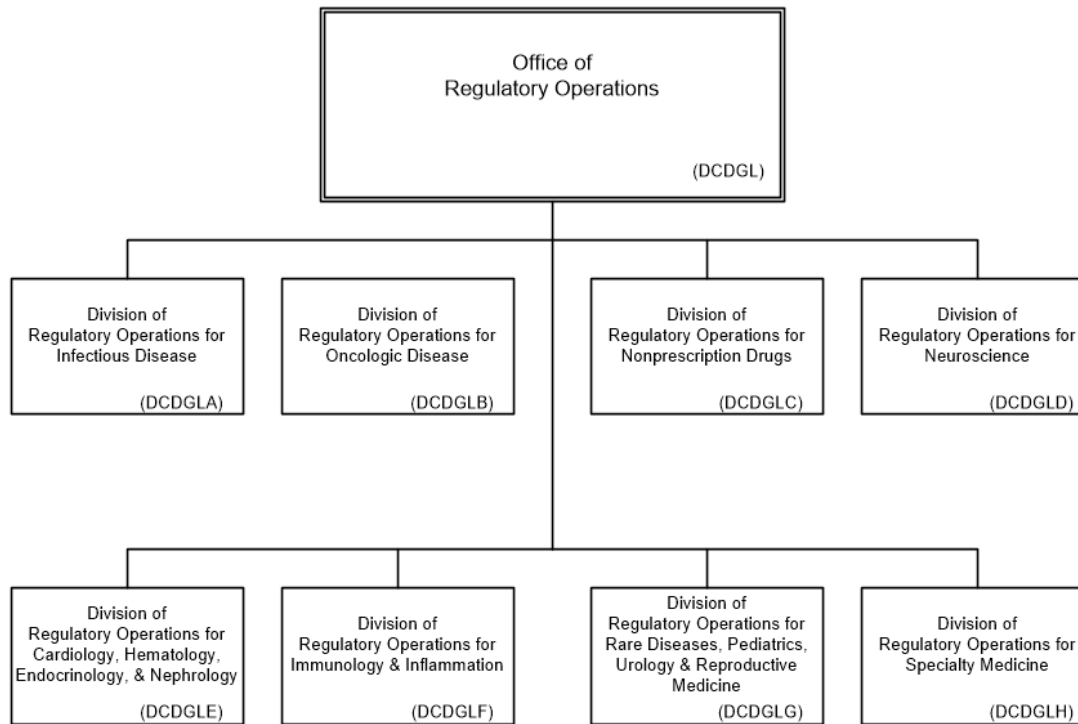 Office of
Regulatory Operations
(DCDGL)
Division of
Regulatory Operations for
Infectious Disease
(DCDGLA)
Division of
Regulatory Operations for
Oncologic Disease
(DCDGLB)
Division of
Regulatory Operations for
Nonprescription Drugs
(DCDGLC)
Division of
Regulatory Operations for
Neuroscience
(DCDGLD)
Division of
Regulatory Operations for
Cardiology, Hematology,
Endocrinology, & Nephrology
(DCDGLE)
Division of
Regulatory Operations for
Immunology & Inflammation
(DCDGLF)
Division of
Regulatory Operations for
Rare Diseases, Pediatrics,
Urology & Reproductive
Medicine
(DCDGLG)
Division of
Regulatory Operations for
Specialty Medicine
(DCDGLH)